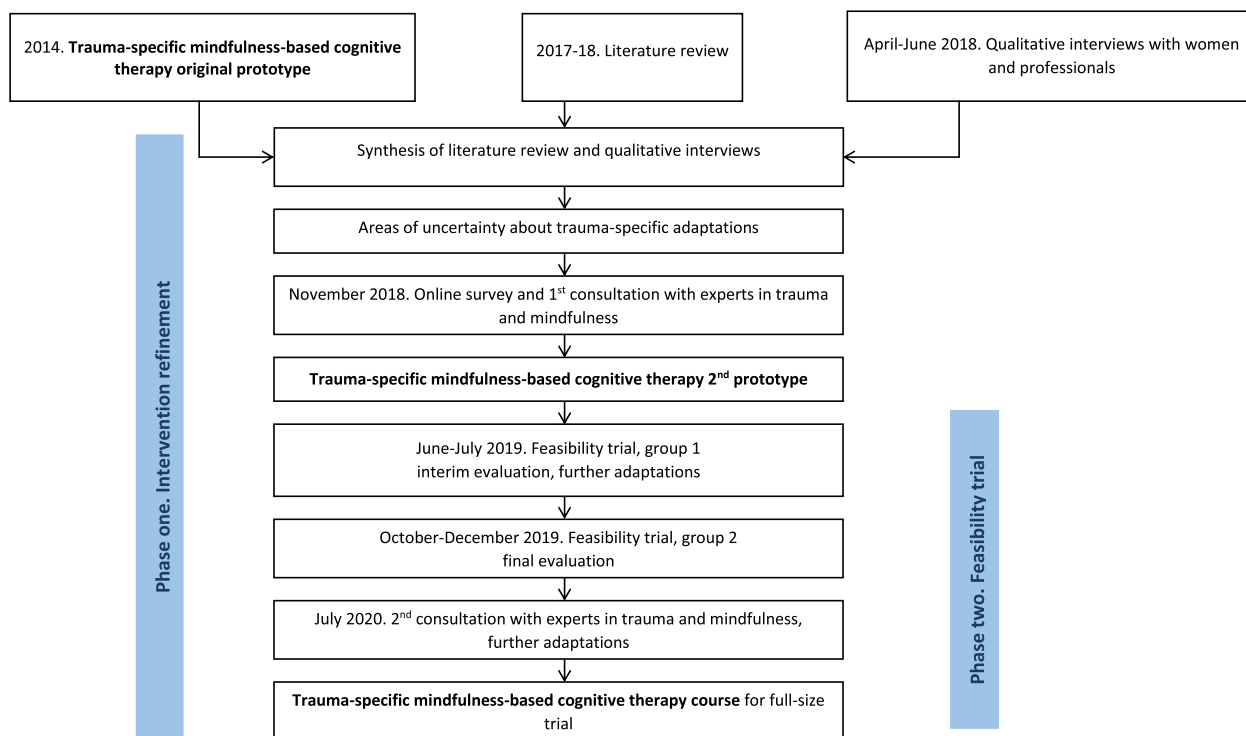 2014. Trauma-specific mindfulness-based cognitive
therapy original prototype
2017-18. Literature review
April-June 2018. Qualitative interviews with women
and professionals
Synthesis of literature review and qualitative interviews
Areas of uncertainty about trauma-specific adaptations
November 2018. Online survey and 1st consultation with experts in trauma
and mindfulness
Trauma-specific mindfulness-based cognitive therapy 2nd prototype
June-July 2019. Feasibility trial, group 1
interim evaluation, further adaptations
October-December 2019. Feasibility trial, group 2
final evaluation
July 2020. 2nd consultation with experts in trauma and mindfulness,
further adaptations
Trauma-specific mindfulness-based cognitive therapy course for full-size
trial
Phase one. Intervention refinement
Phase two. Feasibility trial